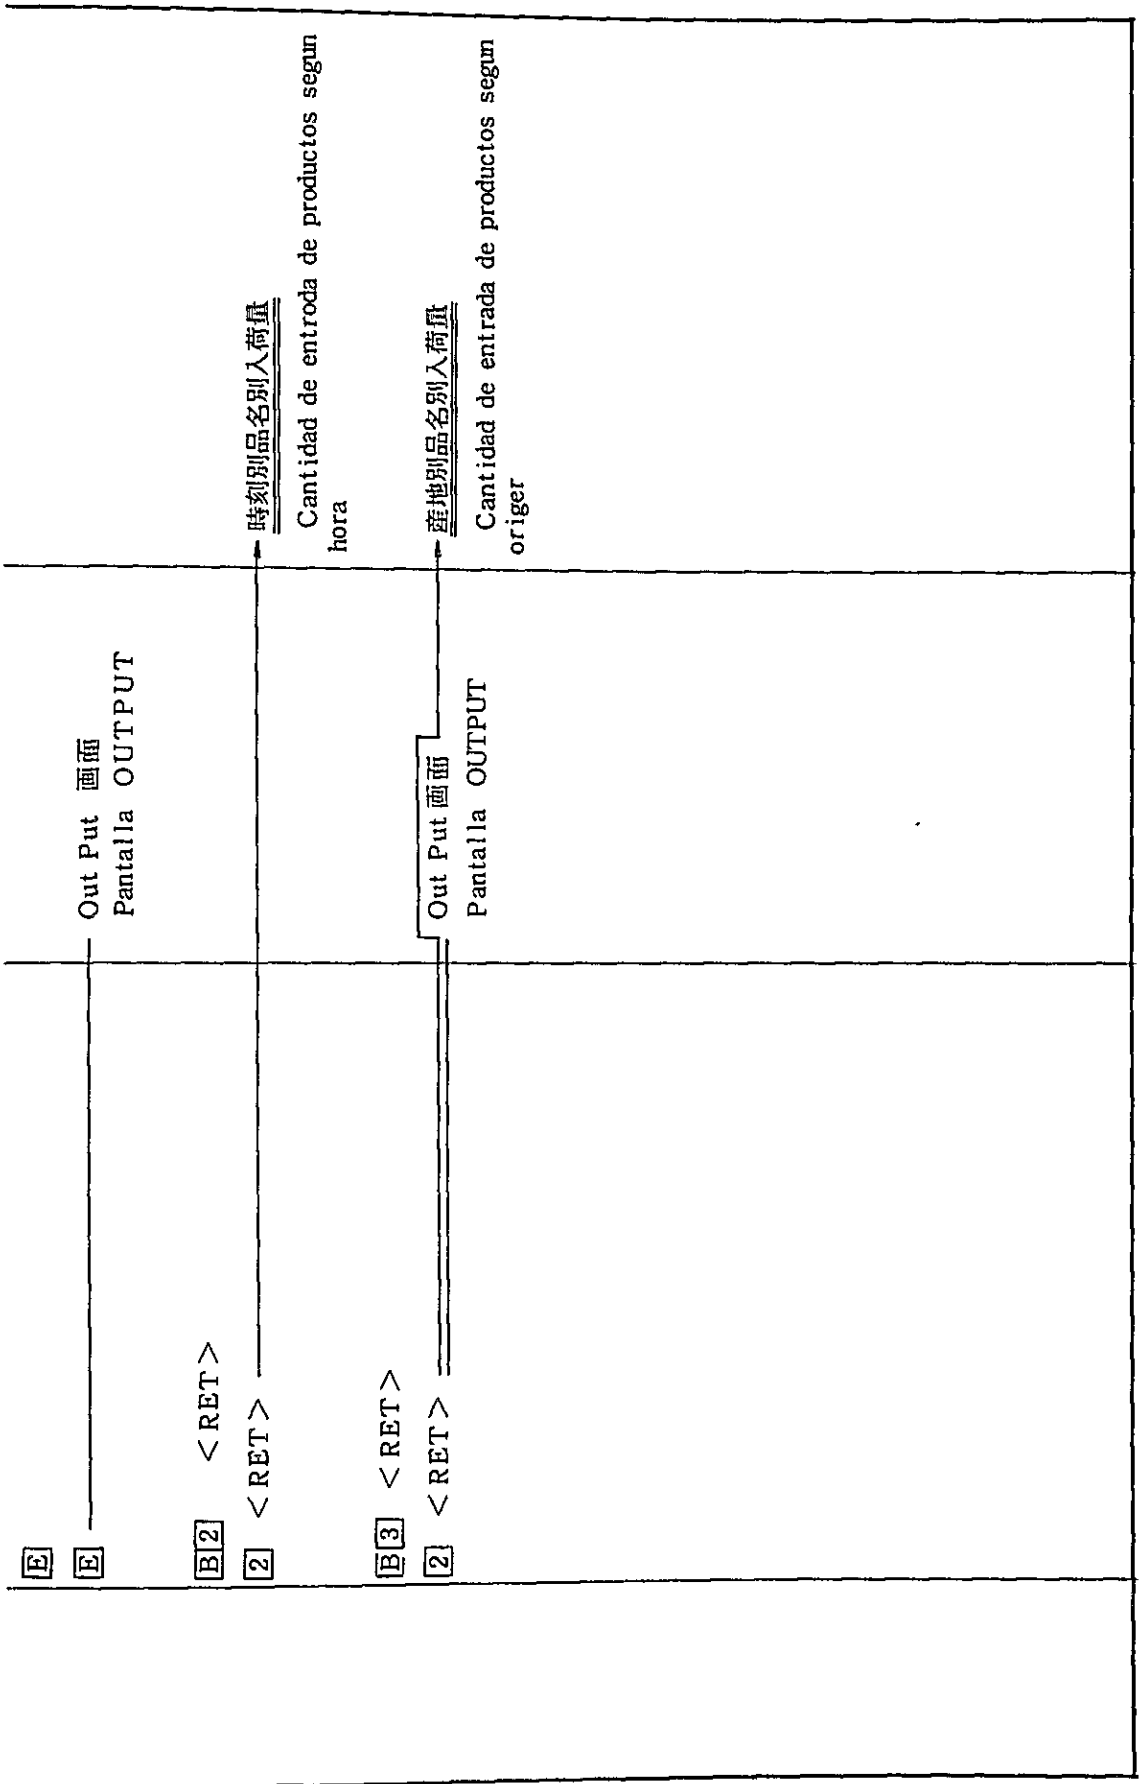 E
E Out Put 画面
Pantalla OUTPUT
B2 <RET>
2 <RET> 時刻別品名別入荷量
Cantidad de entroda de productos segun
hora
B3 <RET>
2 <RET> Out Put 画面 産地別品名別入荷量
Pantalla OUTPUT Cantidad de entrada de productos segun
origer